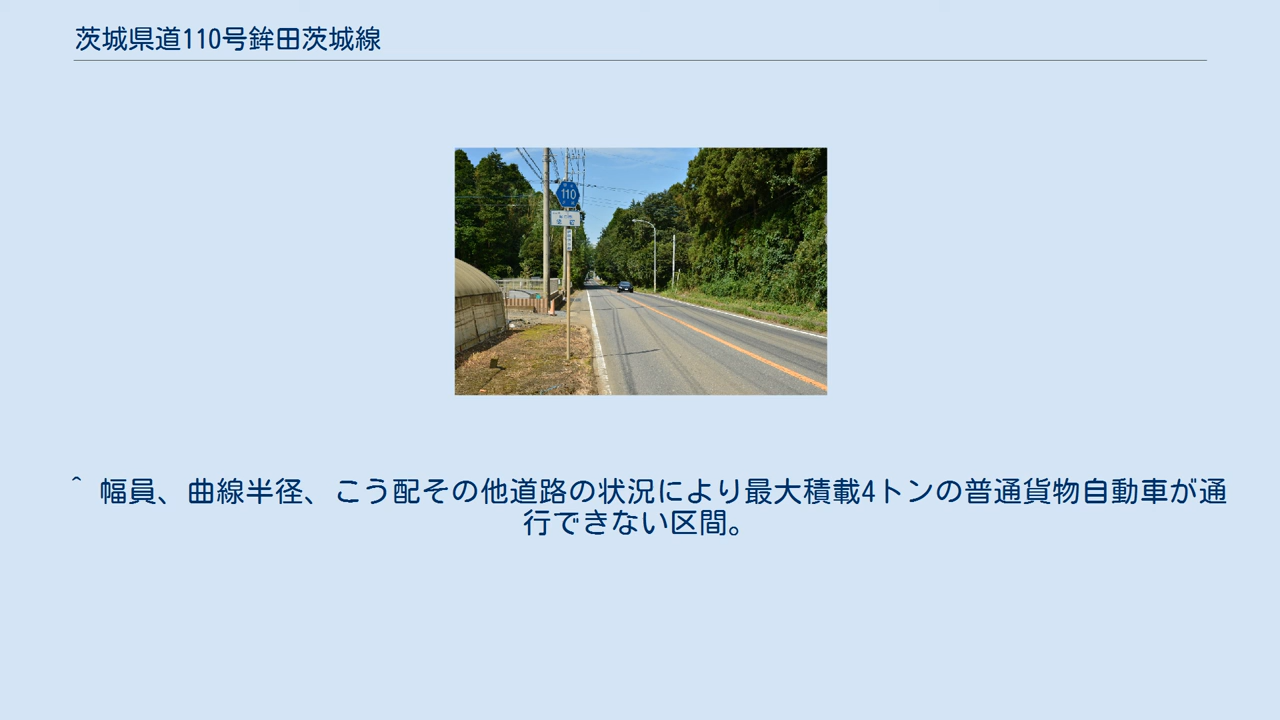 茨城県道110号鉾田茨城線
110
^ 幅員、曲線半径、こう配その他道路の状況により最大積載4トンの普通貨物自動車が通
行できない区間。